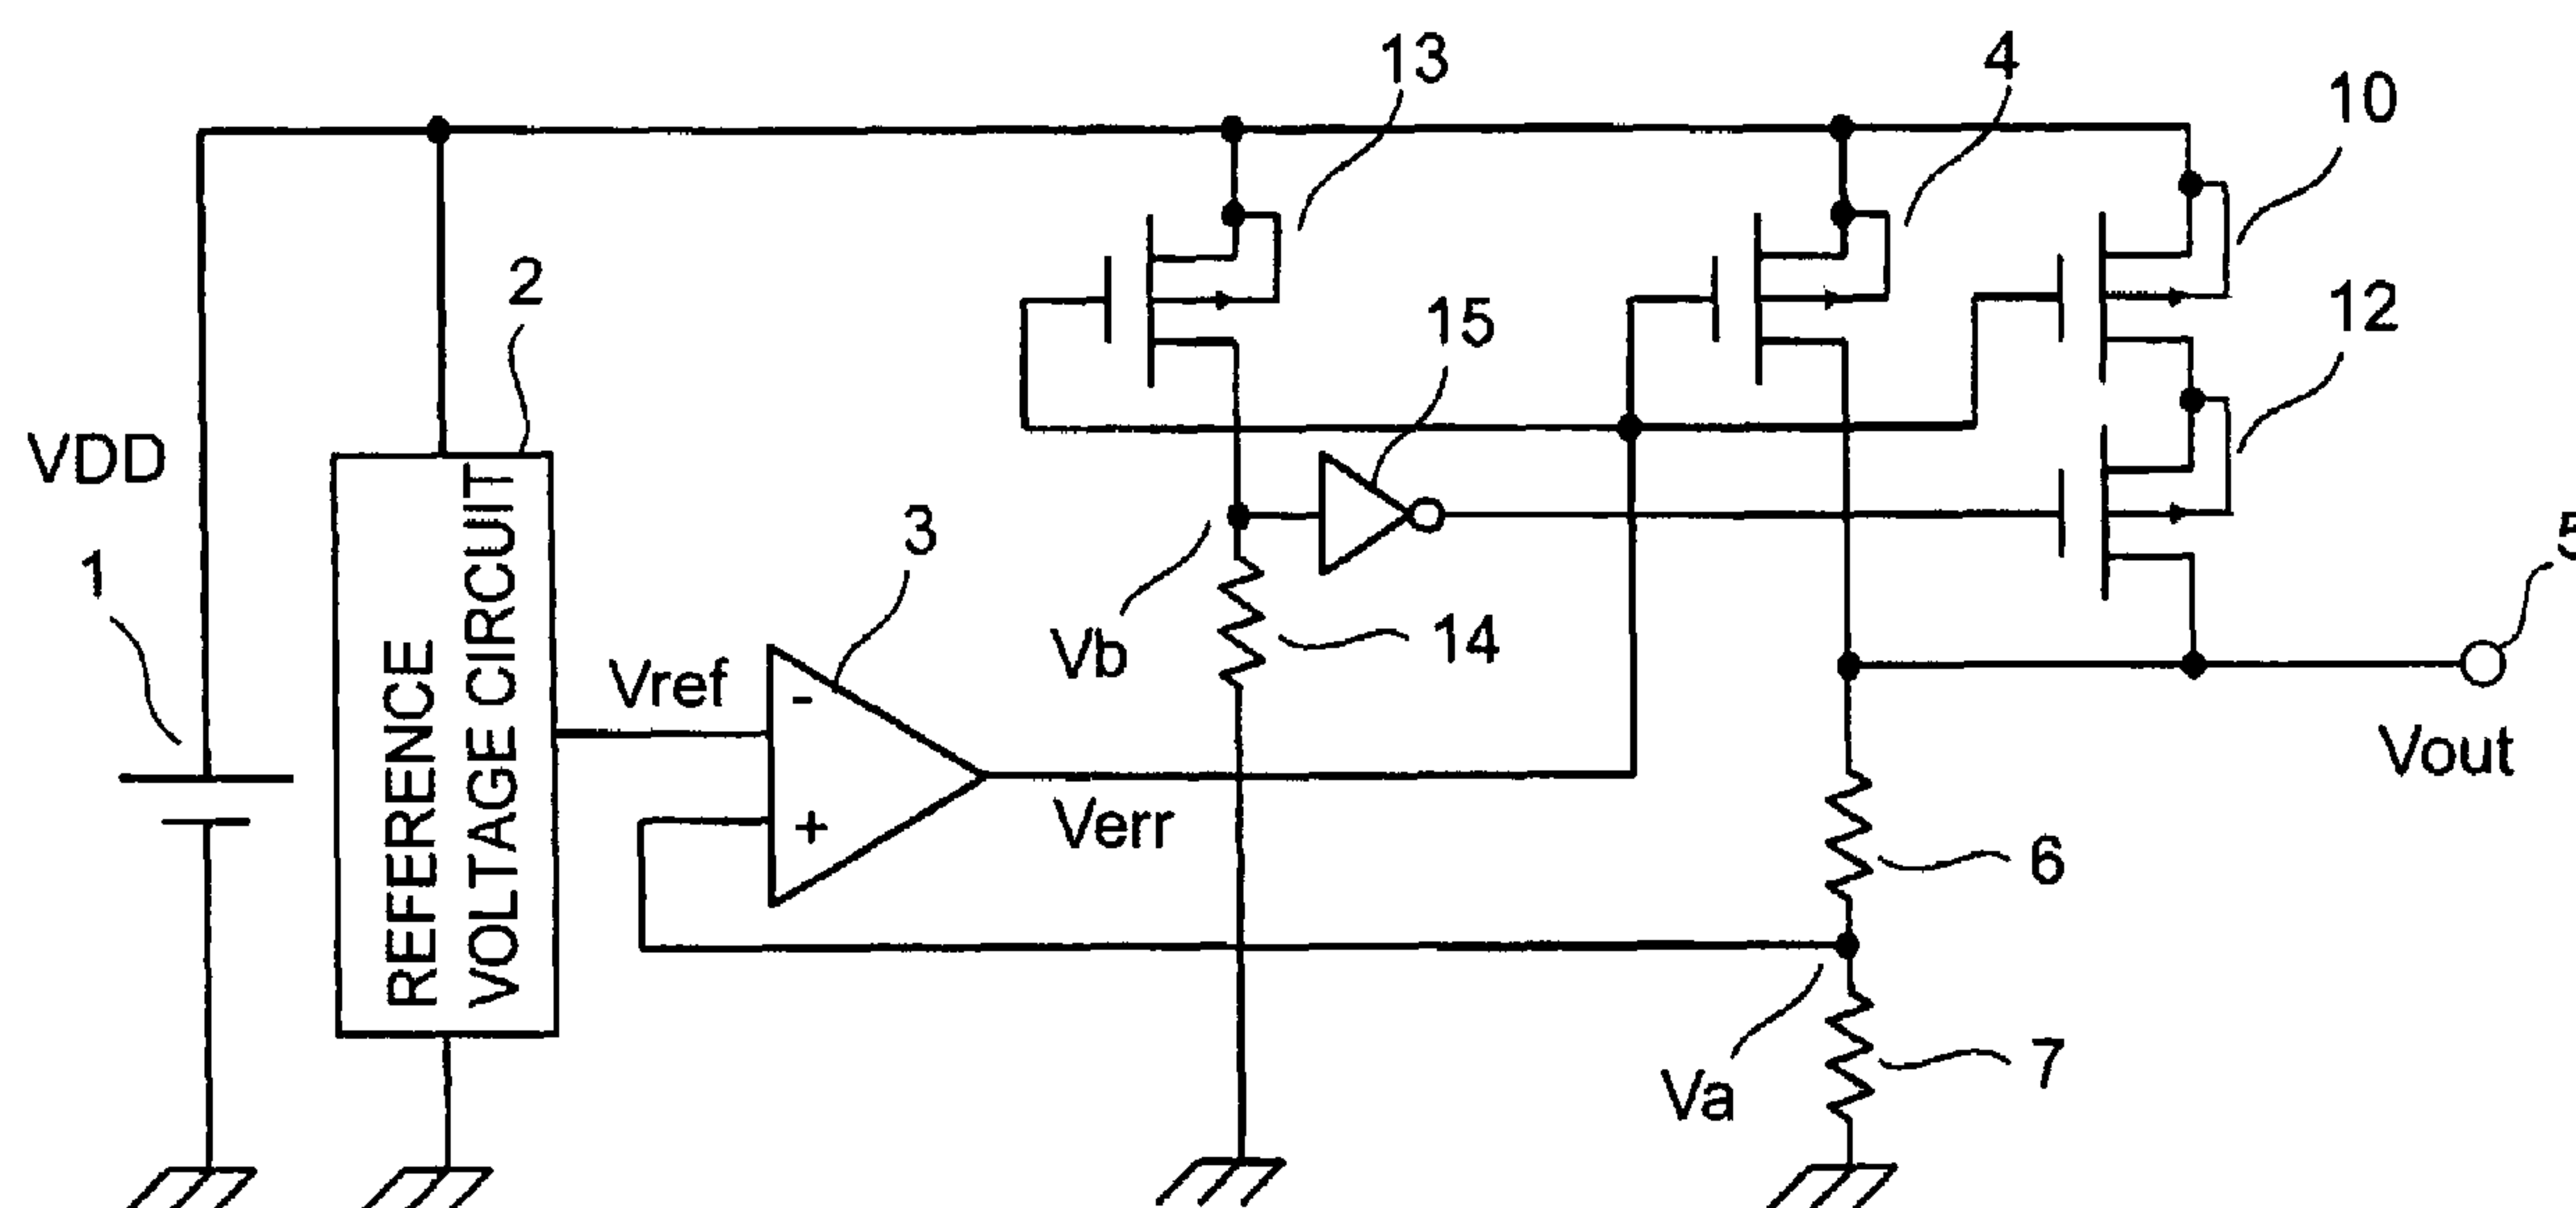 13
4
10
2
12
15
VDD
3
5
1
REFERENCE
VOLTAGE CIRCUIT
Vb
14
Vref
-
Vout
+
Verr
6
Va
7